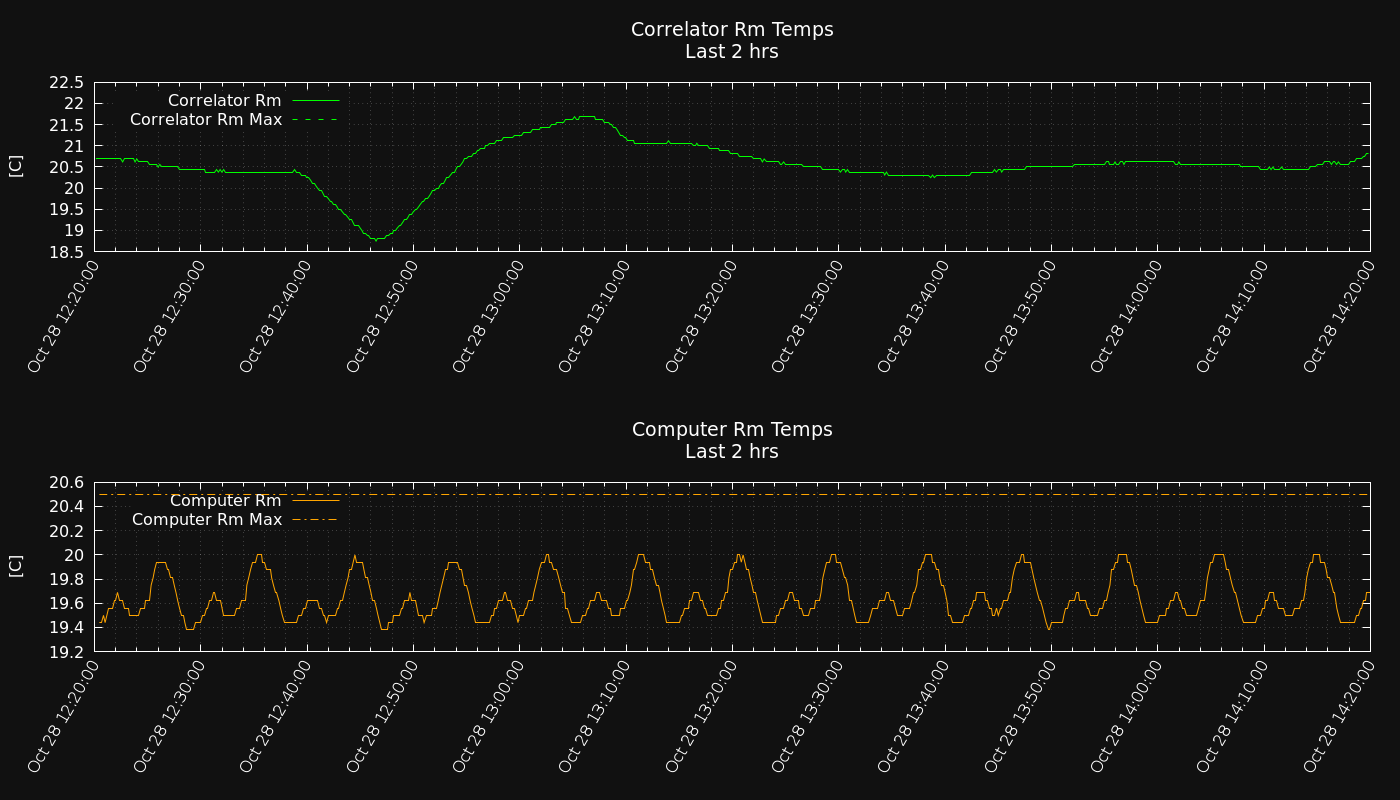 Correlator Rm Temps
Last 2 hrs
22.5
22
21.5
21
20.5
20
19.5
19
18.5
[C]
Correlator Rm
Correlator Rm Max
Oct 28 12:20:00
Oct 28 12:30:00
Oct 28 12:40:00
Oct 28 12:50:00
Oct 28 13:00:00
Oct 28 13:10:00
Oct 28 13:20:00
Oct 28 13:30:00
Oct 28 13:40:00
Oct 28 13:50:00
Oct 28 14:00:00
Oct 28 14:10:00
Oct 28 14:20:00
Computer Rm Temps
Last 2 hrs
20.6
20.4
20.2
20
19.8
19.6
19.4
19.2
[C]
Computer Rm
Computer Rm Max
Oct 28 12:20:00
Oct 28 12:30:00
Oct 28 12:40:00
Oct 28 12:50:00
Oct 28 13:00:00
Oct 28 13:10:00
Oct 28 13:20:00
Oct 28 13:30:00
Oct 28 13:40:00
Oct 28 13:50:00
Oct 28 14:00:00
Oct 28 14:10:00
Oct 28 14:20:00